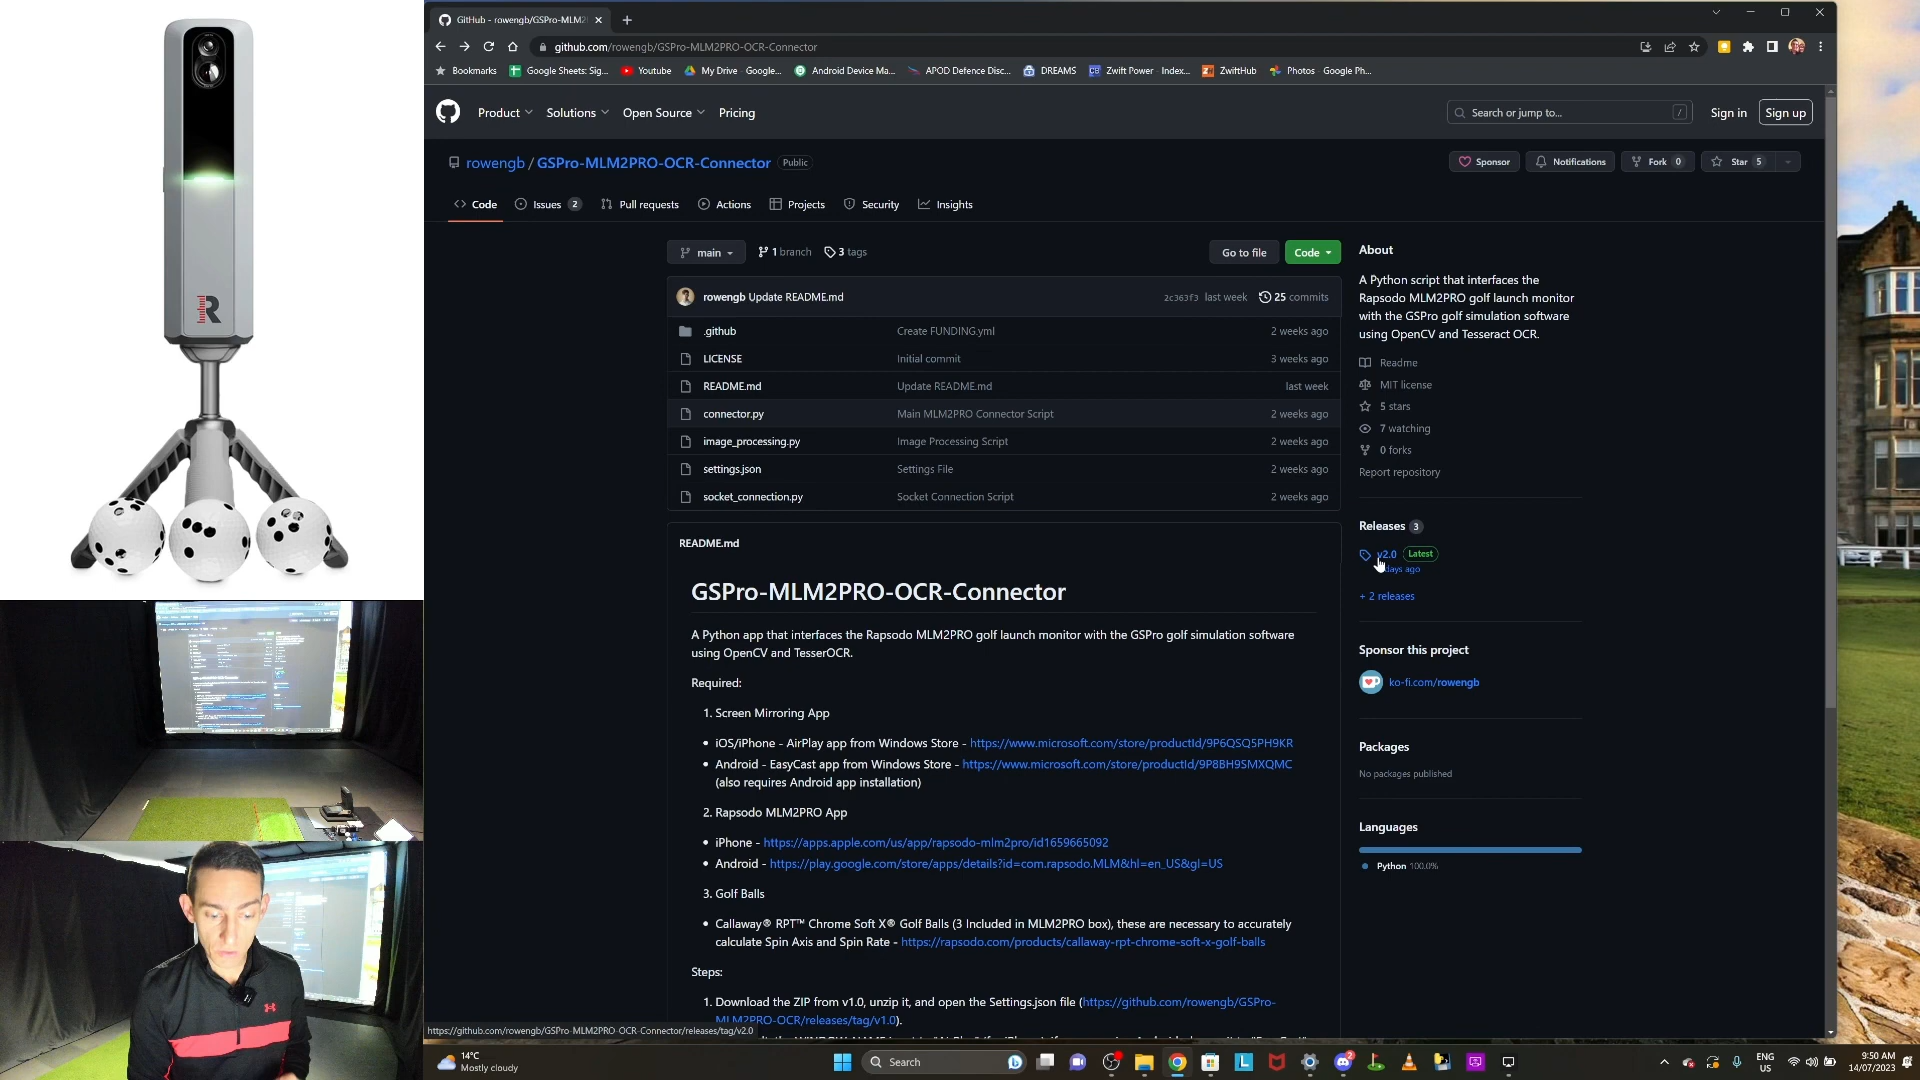 GitHub - rowengb/GSPro-MLM2
github.com/rowengb/GSPro-MLM2PRO-OCR-Connector
Bookmarks
Google Sheets: Sig...
Youtube
My Drive - Google...
Android Device Ma...
APOD Defence Disc...
DREAMS
Zwift Power - Index...
ZwiftHub
Photos - Google Ph...
Product
Solutions
Open Source
Pricing
Search or jump to...
/
Sign in
Sign up
rowengb / GSPro-MLM2PRO-OCR-Connector
Public
Sponsor
Notifications
Fork 0
Star 5
Code
Issues 2
Pull requests
Actions
Projects
Security
Insights
main
1 branch
3 tags
Go to file
Code
rowengb Update README.md
2c363f3 last week
25 commits
.github Create FUNDING.yml 2 weeks ago
LICENSE Initial commit 3 weeks ago
README.md Update README.md last week
connector.py Main MLM2PRO Connector Script 2 weeks ago
image_processing.py Image Processing Script 2 weeks ago
settings.json Settings File 2 weeks ago
socket_connection.py Socket Connection Script 2 weeks ago
README.md
GSPro-MLM2PRO-OCR-Connector
A Python app that interfaces the Rapsodo MLM2PRO golf launch monitor with the GSPro golf simulation software
using OpenCV and TesserOCR.
Required:
1. Screen Mirroring App
• iOS/iPhone - AirPlay app from Windows Store - https://www.microsoft.com/store/productId/9P6QSQ5PH9KR
• Android - EasyCast app from Windows Store - https://www.microsoft.com/store/productId/9P8BH9SMXQMC
(also requires Android app installation)
2. Rapsodo MLM2PRO App
• iPhone - https://apps.apple.com/us/app/rapsodo-mlm2pro/id1659665092
• Android - https://play.google.com/store/apps/details?id=com.rapsodo.MLM&hl=en_US&gl=US
3. Golf Balls
• Callaway® RPT™ Chrome Soft X® Golf Balls (3 Included in MLM2PRO box), these are necessary to accurately
calculate Spin Axis and Spin Rate - https://rapsodo.com/products/callaway-rpt-chrome-soft-x-golf-balls
Steps:
1. Download the ZIP from v1.0, unzip it, and open the Settings.json file (https://github.com/rowengb/GSPro-
MLM2PRO-OCR/releases/tag/v1.0).
https://github.com/rowengb/GSPro-MLM2PRO-OCR-Connector/releases/tag/v2.0
About
A Python script that interfaces the
Rapsodo MLM2PRO golf launch monitor
with the GSPro golf simulation software
using OpenCV and Tesseract OCR.
Readme
MIT license
5 stars
7 watching
0 forks
Report repository
Releases 3
v2.0 Latest
days ago
+ 2 releases
Sponsor this project
ko-fi.com/rowengb
Packages
No packages published
Languages
Python 100.0%
R
14°C
Mostly cloudy
Search
2
ENG
US
9:50 AM
14/07/2023